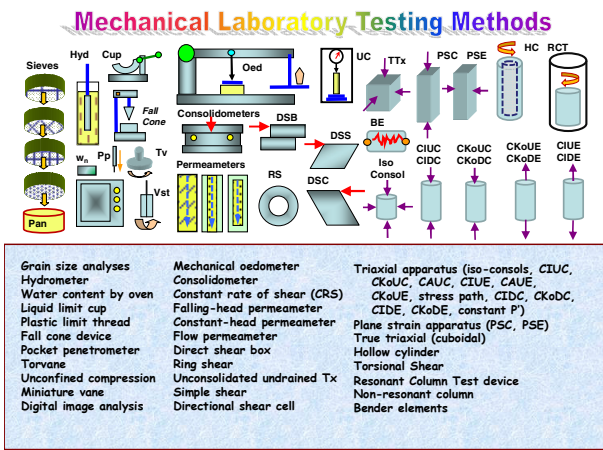 Mechanical Laboratory Testing Methods
Sieves
Hyd
Cup
Oed
UC
TTx
PSC
PSE
HC
RCT
Fall
Cone
Consolidometers
DSB
DSS
BE
CIUC
CIDC
CKoUC
CKoDC
CKoUE
CKoDE
CIUE
CIDE
Iso
Consol
wn
Pp
Tv
Vst
Permeameters
RS
DSC
Pan
Grain size analyses
Hydrometer
Water content by oven
Liquid limit cup
Plastic limit thread
Fall cone device
Pocket penetrometer
Torvane
Unconfined compression
Miniature vane
Digital image analysis
Mechanical oedometer
Consolidometer
Constant rate of shear (CRS)
Falling-head permeameter
Constant-head permeameter
Flow permeameter
Direct shear box
Ring shear
Unconsolidated undrained Tx
Simple shear
Directional shear cell
Triaxial apparatus (iso-consols, CIUC,
CKoUC, CAUC, CIUE, CAUE,
CKoUE, stress path, CIDC, CKoDC,
CIDE, CKoDE, constant P')
Plane strain apparatus (PSC, PSE)
True triaxial (cuboidal)
Hollow cylinder
Torsional Shear
Resonant Column Test device
Non-resonant column
Bender elements